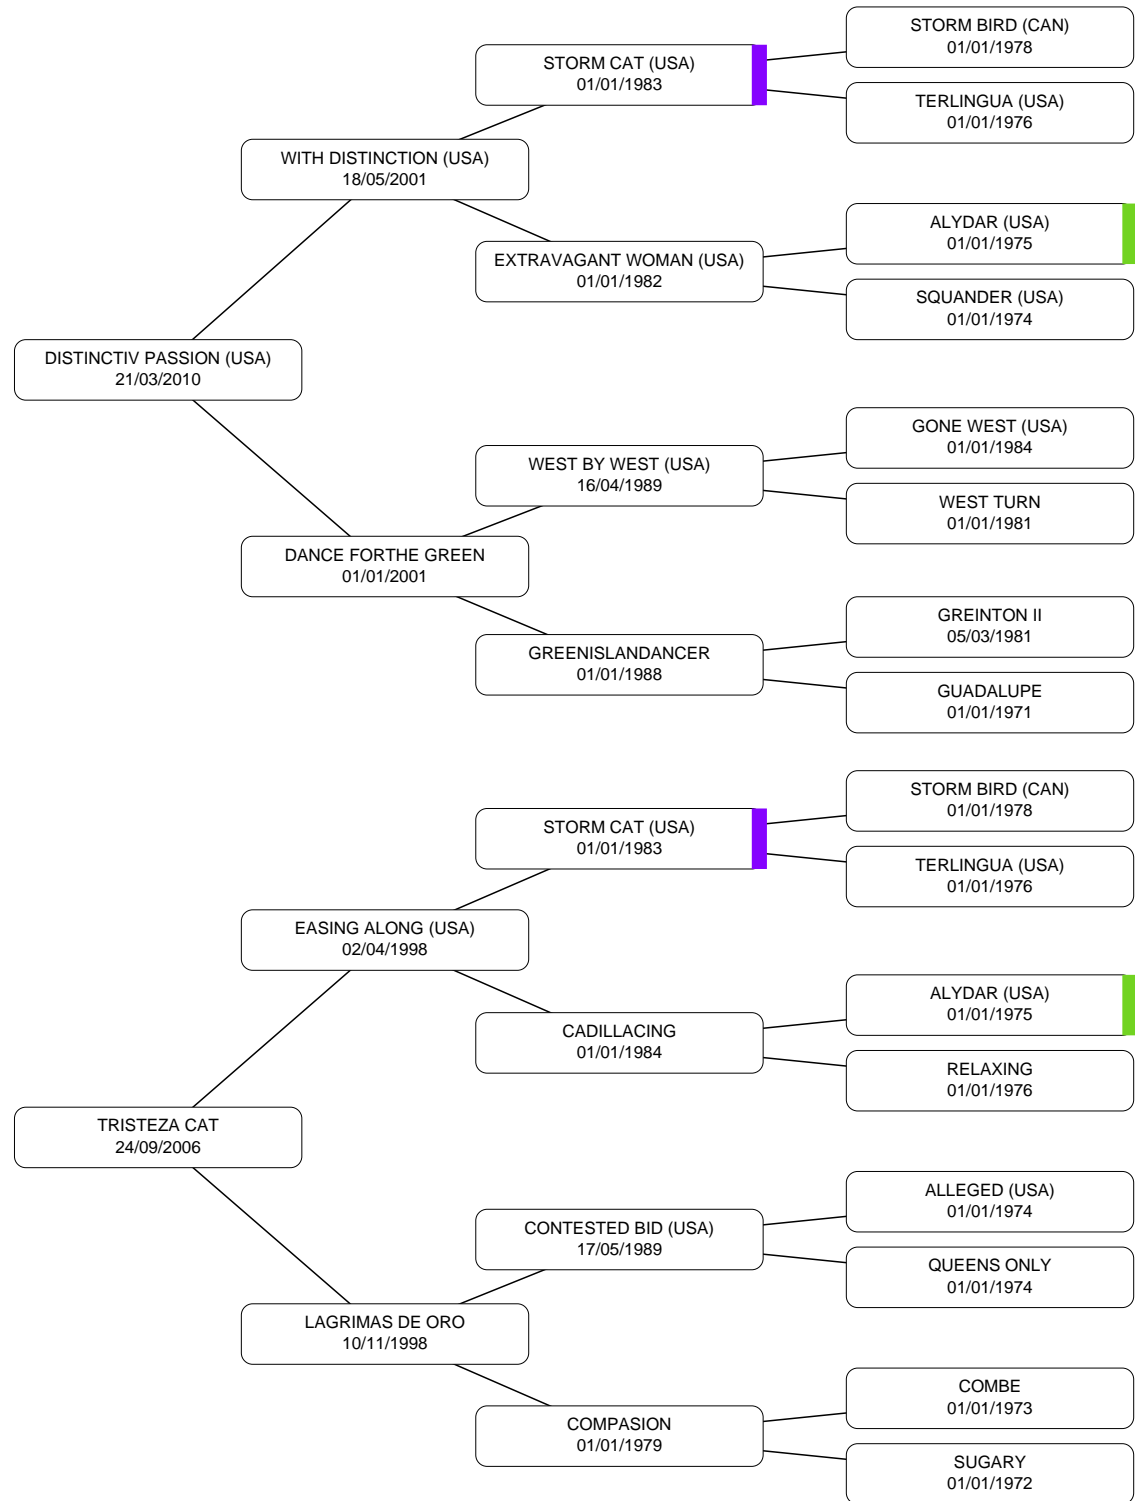 STORM BIRD (CAN)
01/01/1978
STORM CAT (USA)
01/01/1983
TERLINGUA (USA)
01/01/1976
WITH DISTINCTION (USA)
18/05/2001
ALYDAR (USA)
01/01/1975
EXTRAVAGANT WOMAN (USA)
01/01/1982
SQUANDER (USA)
01/01/1974
DISTINCTIV PASSION (USA)
21/03/2010
GONE WEST (USA)
01/01/1984
WEST BY WEST (USA)
16/04/1989
WEST TURN
01/01/1981
DANCE FORTHE GREEN
01/01/2001
GREINTON II
05/03/1981
GREENISLANDANCER
01/01/1988
GUADALUPE
01/01/1971
STORM BIRD (CAN)
01/01/1978
STORM CAT (USA)
01/01/1983
TERLINGUA (USA)
01/01/1976
EASING ALONG (USA)
02/04/1998
ALYDAR (USA)
01/01/1975
CADILLACING
01/01/1984
RELAXING
01/01/1976
TRISTEZA CAT
24/09/2006
ALLEGED (USA)
01/01/1974
CONTESTED BID (USA)
17/05/1989
QUEENS ONLY
01/01/1974
LAGRIMAS DE ORO
10/11/1998
COMBE
01/01/1973
COMPASION
01/01/1979
SUGARY
01/01/1972